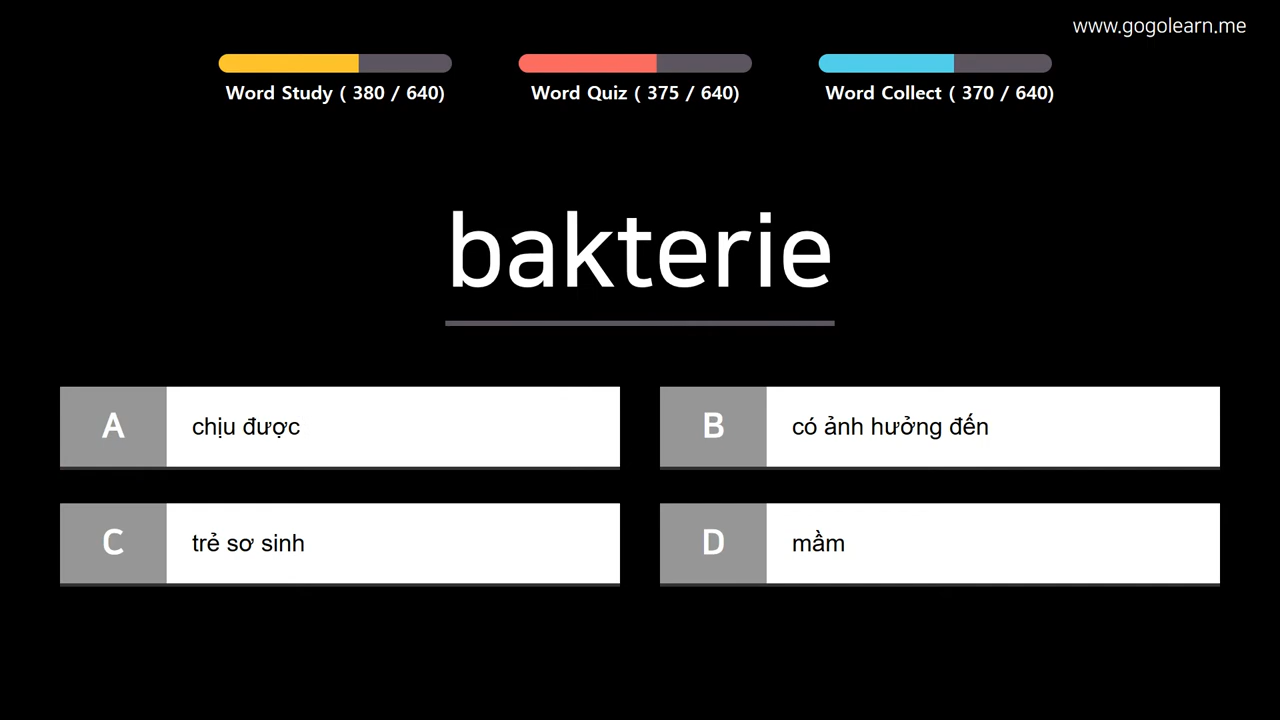 www.gogolearn.me
Word Study ( 380 / 640)
Word Quiz ( 375 / 640)
Word Collect ( 370 / 640)
bakterie
A chịu được
B có ảnh hưởng đến
C trẻ sơ sinh
D mầm